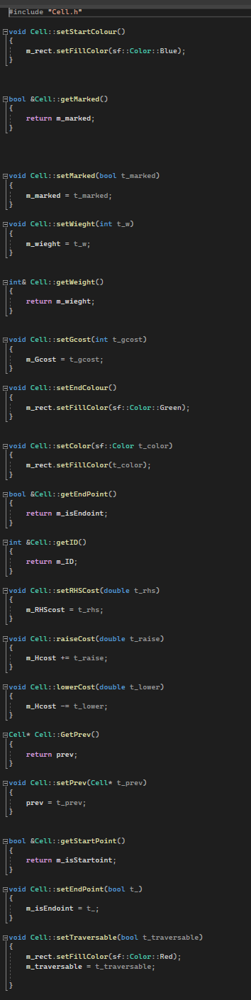 #include "Cell.h"
void Cell::setStartColour()
{
m_rect.setFillColor(sf::Color::Blue);
}
bool &Cell::getMarked()
{
return m_marked;
}
void Cell::setMarked(bool t_marked)
{
m_marked = t_marked;
}
void Cell::setWieght(int t_w)
{
m_wieght = t_w;
}
int& Cell::getWeight()
{
return m_wieght;
}
void Cell::setGcost(int t_gcost)
{
m_Gcost = t_gcost;
}
void Cell::setEndColour()
{
m_rect.setFillColor(sf::Color::Green);
}
void Cell::setColor(sf::Color t_color)
{
m_rect.setFillColor(t_color);
}
bool &Cell::getEndPoint()
{
return m_isEndoint;
}
int &Cell::getID()
{
return m_ID;
}
void Cell::setRHSCost(double t_rhs)
{
m_RHScost = t_rhs;
}
void Cell::raiseCost(double t_raise)
{
m_Hcost += t_raise;
}
void Cell::lowerCost(double t_lower)
{
m_Hcost -= t_lower;
}
Cell* Cell::GetPrev()
{
return prev;
}
void Cell::setPrev(Cell* t_prev)
{
prev = t_prev;
}
bool &Cell::getStartPoint()
{
return m_isStartoint;
}
void Cell::setEndPoint(bool t_)
{
m_isEndoint = t_;
}
void Cell::setTraversable(bool t_traversable)
{
m_rect.setFillColor(sf::Color::Red);
m_traversable = t_traversable;
}